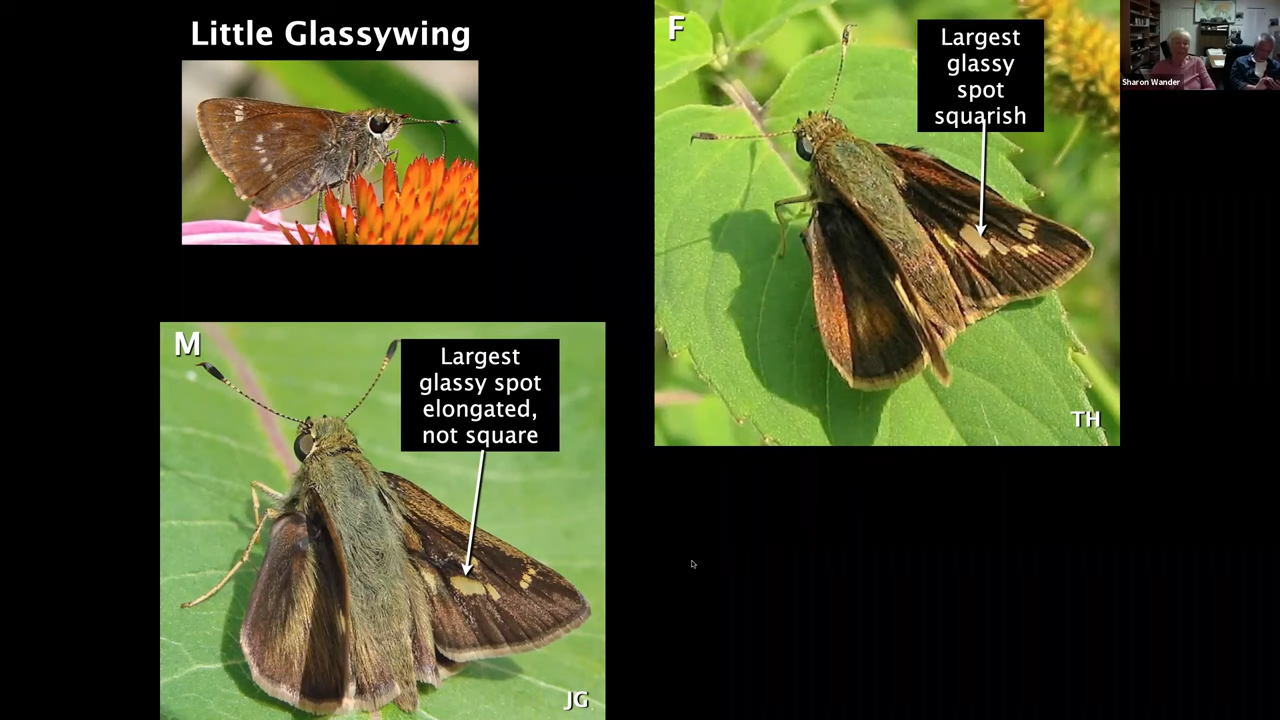 Little Glassywing
F
Largest
glassy
spot
squarish
TH
Sharon Wander
M
Largest
glassy spot
elongated,
not square
JG